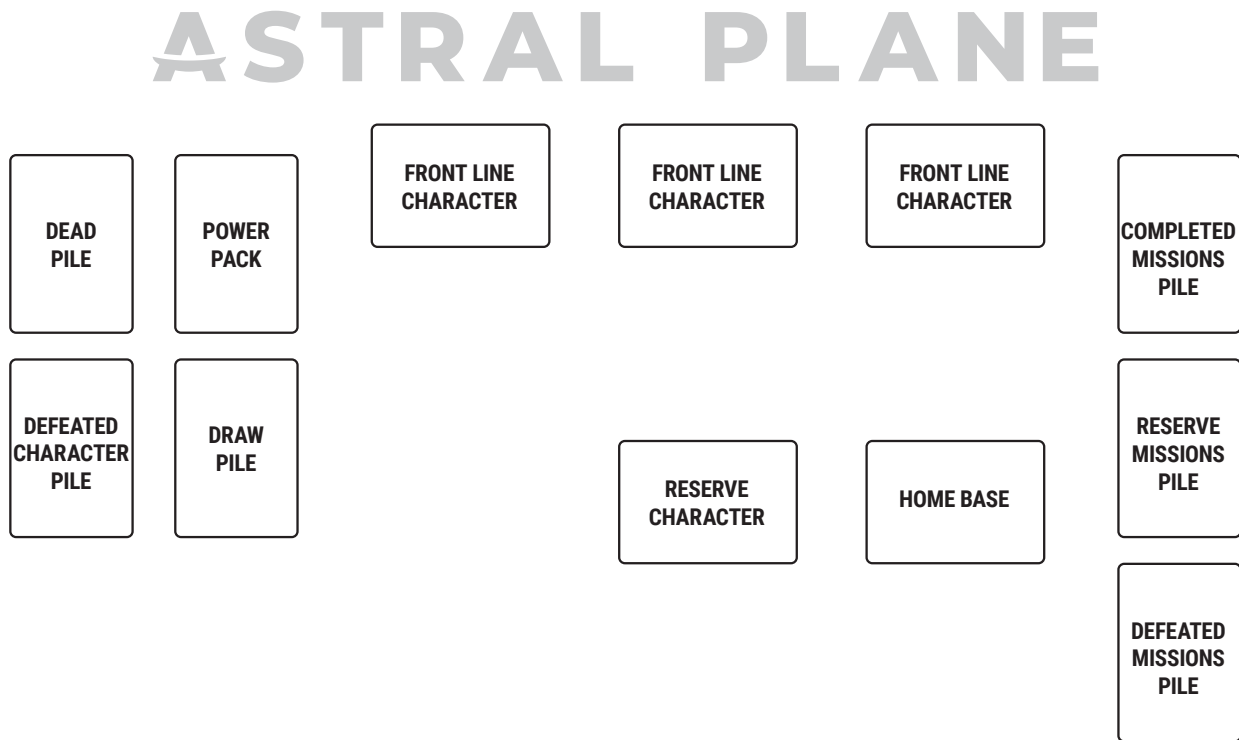 ASTRAL PLANE
FRONT LINE
CHARACTER
FRONT LINE
CHARACTER
FRONT LINE
CHARACTER
DEAD
PILE
POWER
PACK
COMPLETED
MISSIONS
PILE
DEFEATED
CHARACTER
PILE
DRAW
PILE
RESERVE
CHARACTER
HOME BASE
RESERVE
MISSIONS
PILE
DEFEATED
MISSIONS
PILE